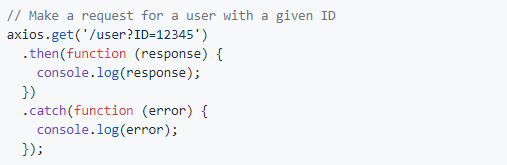 // Make a request for a user with a given ID
axios.get('/user?ID=12345')
  .then(function (response) {
    console.log(response);
  })
  .catch(function (error) {
    console.log(error);
  });